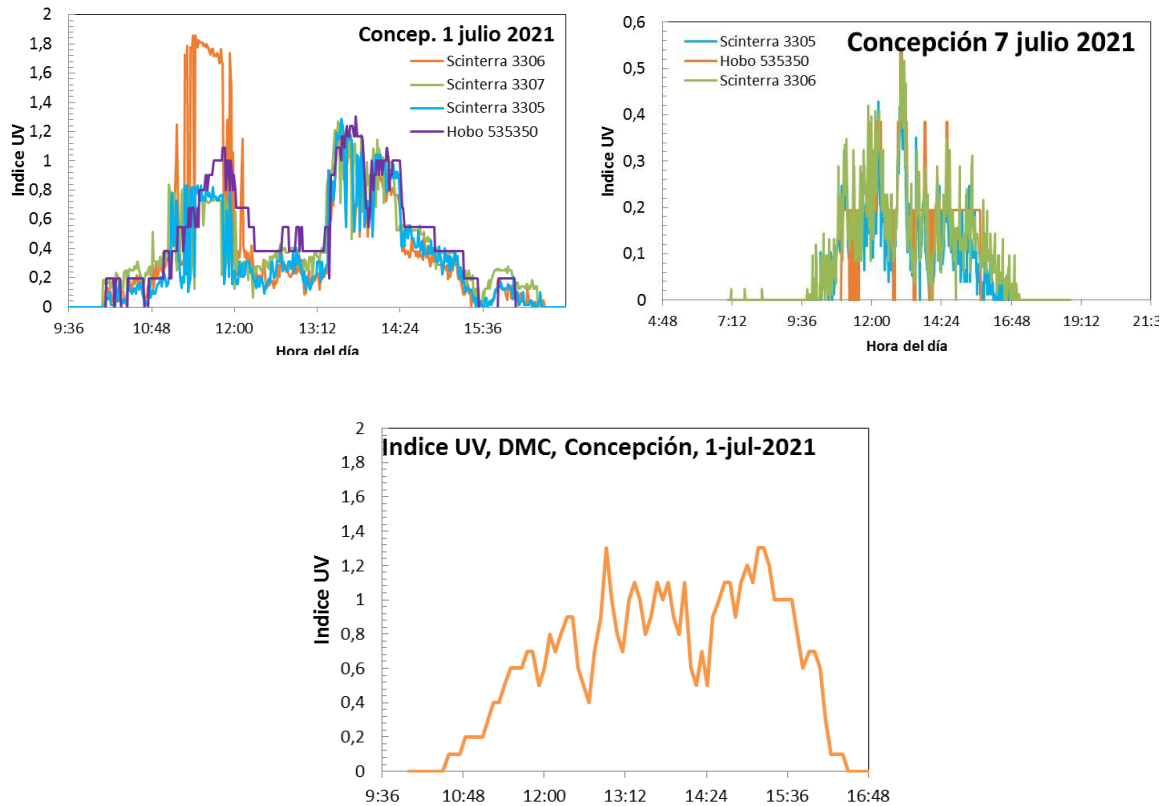 Concep. 1 julio 2021
Scinterra 3306
Scinterra 3307
Scinterra 3305
Hobo 535350
Indice UV
2
1,8
1,6
1,4
1,2
1
0,8
0,6
0,4
0,2
0
9:36 10:48 12:00 13:12 14:24 15:36
Hora del día
Concepción 7 julio 2021
Scinterra 3305
Hobo 535350
Scinterra 3306
Indice UV
0,6
0,5
0,4
0,3
0,2
0,1
0
4:48 7:12 9:36 12:00 14:24 16:48 19:12 21:3
Hora del día
Indice UV, DMC, Concepción, 1-jul-2021
Indice UV
2
1,8
1,6
1,4
1,2
1
0,8
0,6
0,4
0,2
0
9:36 10:48 12:00 13:12 14:24 15:36 16:48